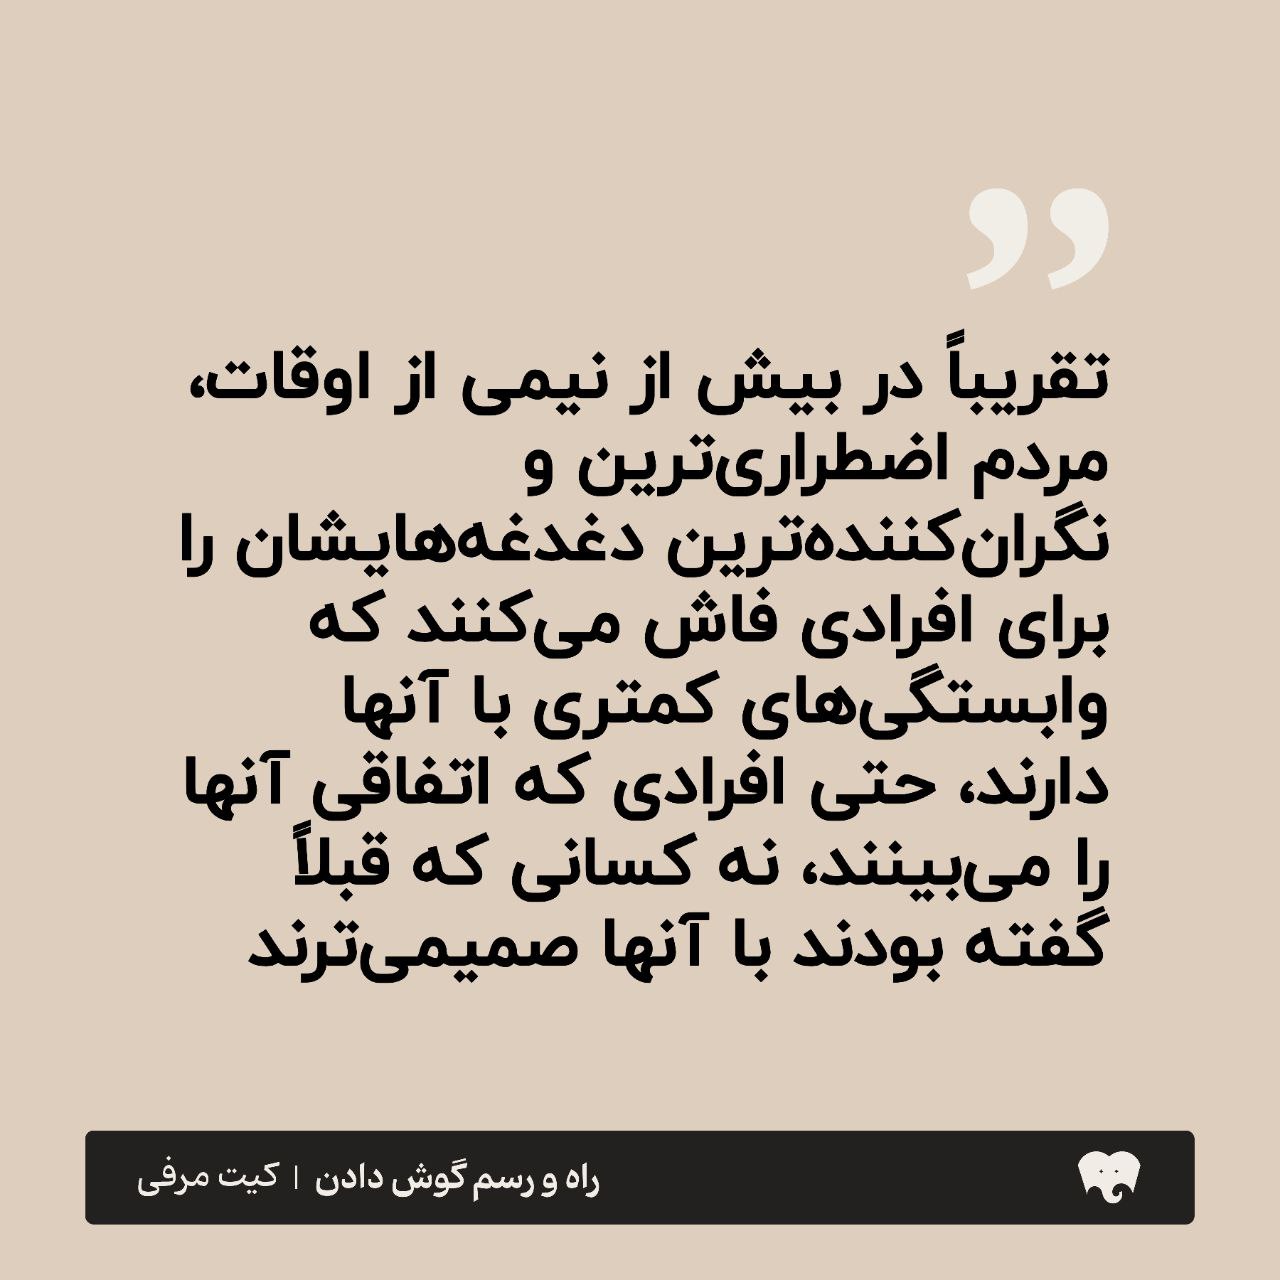 ”
تقریباً در بیش از نیمی از اوقات،
مردم اضطراری‌ترین و
نگران‌کننده‌ترین دغدغه‌هایشان را
برای افرادی فاش می‌کنند که
وابستگی‌های کمتری با آنها
دارند، حتی افرادی که اتفاقی آنها
را می‌بینند، نه کسانی که قبلاً
گفته بودند با آنها صمیمی‌ترند
راه و رسم گوش دادن | کیت مرفی